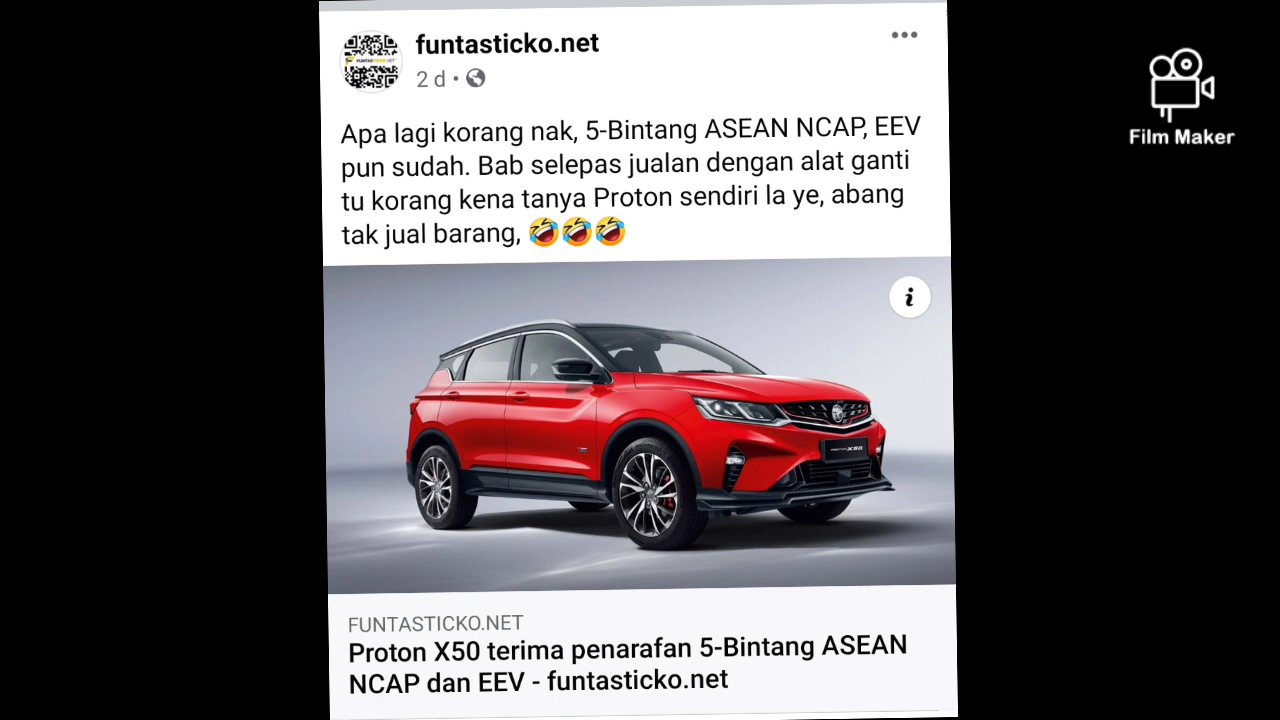 funtasticko.net
2 d •
Apa lagi korang nak, 5-Bintang ASEAN NCAP, EEV
pun sudah. Bab selepas jualan dengan alat ganti
tu korang kena tanya Proton sendiri la ye, abang
tak jual barang, 🤣🤣🤣
i
PROTON X50
FUNTASTICKO.NET
Proton X50 terima penarafan 5-Bintang ASEAN
NCAP dan EEV - funtasticko.net
Film Maker